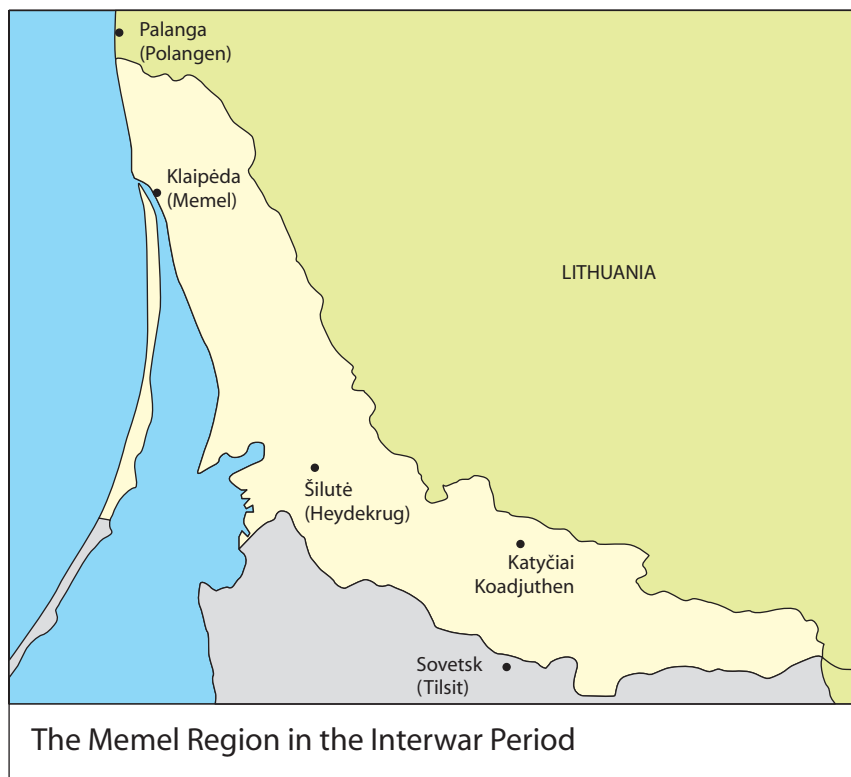 Palanga
(Polangen)
Klaipėda
(Memel)
LITHUANIA
Šilutė
(Heydekrug)
Katyčiai
Koadjuthen
Sovetsk
(Tilsit)
The Memel Region in the Interwar Period